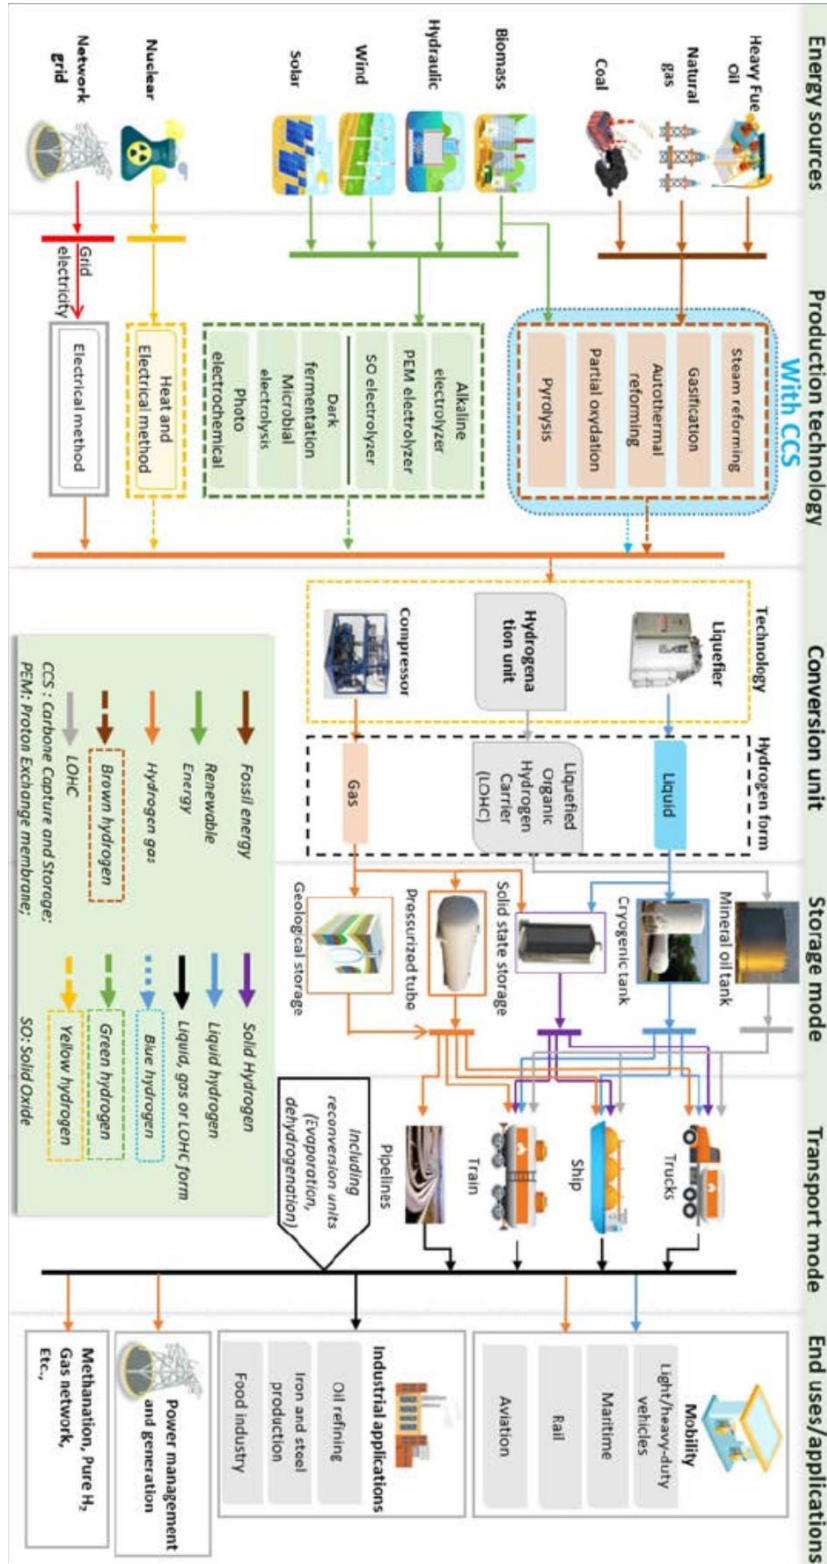 Energy sources
Production technology
Conversion unit
Storage mode
Transport mode
End uses/applications
Heavy Fue
Oil
Natural
gas
Coal
Biomass
Hydraulic
Wind
Solar
Nuclear
Network
grid
With CCS
Steam reforming
Gasification
Autothermal
reforming
Partial oxydation
Pyrolysis
Alkaline
electrolyzer
PEM electrolyzer
SO electrolyzer
Dark
fermentation
Microbial
electrolysis
Photo
electrochemical
Heat and
Electrical method
Grid
electricity
Electrical method
Technology
Liquefier
Hydrogena
tion unit
Compressor
Hydrogen form
Liquid
Liquefied
Organic
Hydrogen
Carrier
(LOHC)
Gas
Mineral oil tank
Cryogenic tank
Solid state storage
Pressurized tube
Geological storage
Trucks
Ship
Train
Pipelines
Including
reconversion units
(Evaporation,
dehydrogenation)
Mobility
Light/heavy-duty
vehicles
Maritime
Rail
Aviation
Industrial applications
Oil refining
Iron and steel
production
Food industry
Power management
and generation
Methanation, Pure H₂
Gas network,
Etc.,
Fossil energy
Renewable
Energy
Hydrogen gas
Brown hydrogen
LOHC
Solid Hydrogen
Liquid hydrogen
Liquid, gas or LOHC form
Blue hydrogen
Green hydrogen
Yellow hydrogen
CCS : Carbone Capture and Storage;
SO: Solid Oxide
PEM: Proton Exchange membrane;